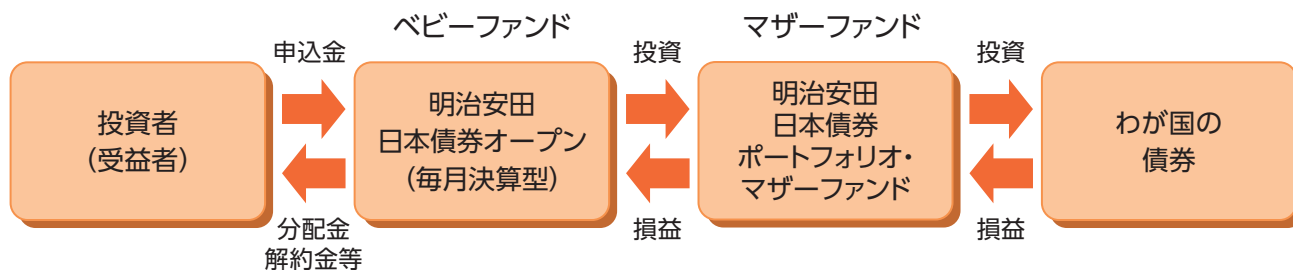 ベビーファンド
マザーファンド
申込金
投資
投資
投資者
(受益者)
明治安田
日本債券オープン
(毎月決算型)
明治安田
日本債券
ポートフォリオ・
マザーファンド
わが国の
債券
分配金
解約金等
損益
損益